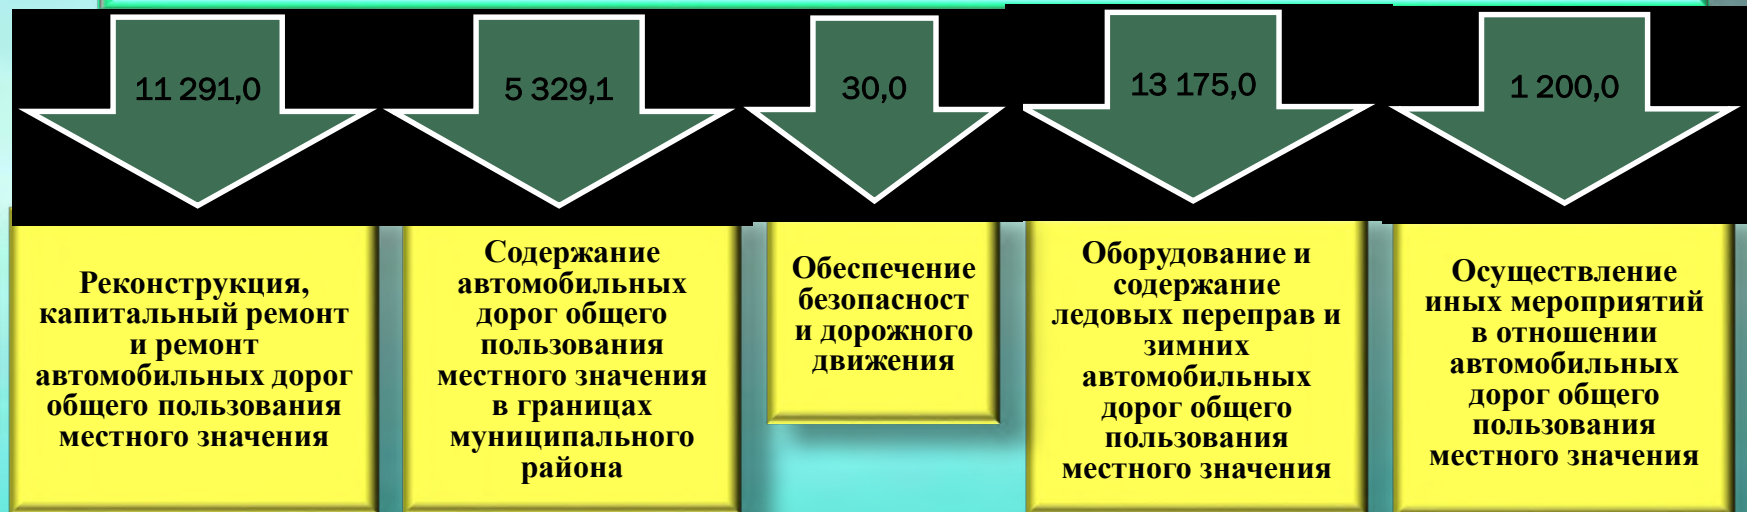 11 291,0
5 329,1
30,0
13 175,0
1 200,0
Реконструкция,
капитальный ремонт
и ремонт
автомобильных дорог
общего пользования
местного значения
Содержание
автомобильных
дорог общего
пользования
местного значения
в границах
муниципального
района
Обеспечение
безопасност
и дорожного
движения
Оборудование и
содержание
ледовых переправ и
зимних
автомобильных
дорог общего
пользования
местного значения
Осуществление
иных мероприятий
в отношении
автомобильных
дорог общего
пользования
местного значения